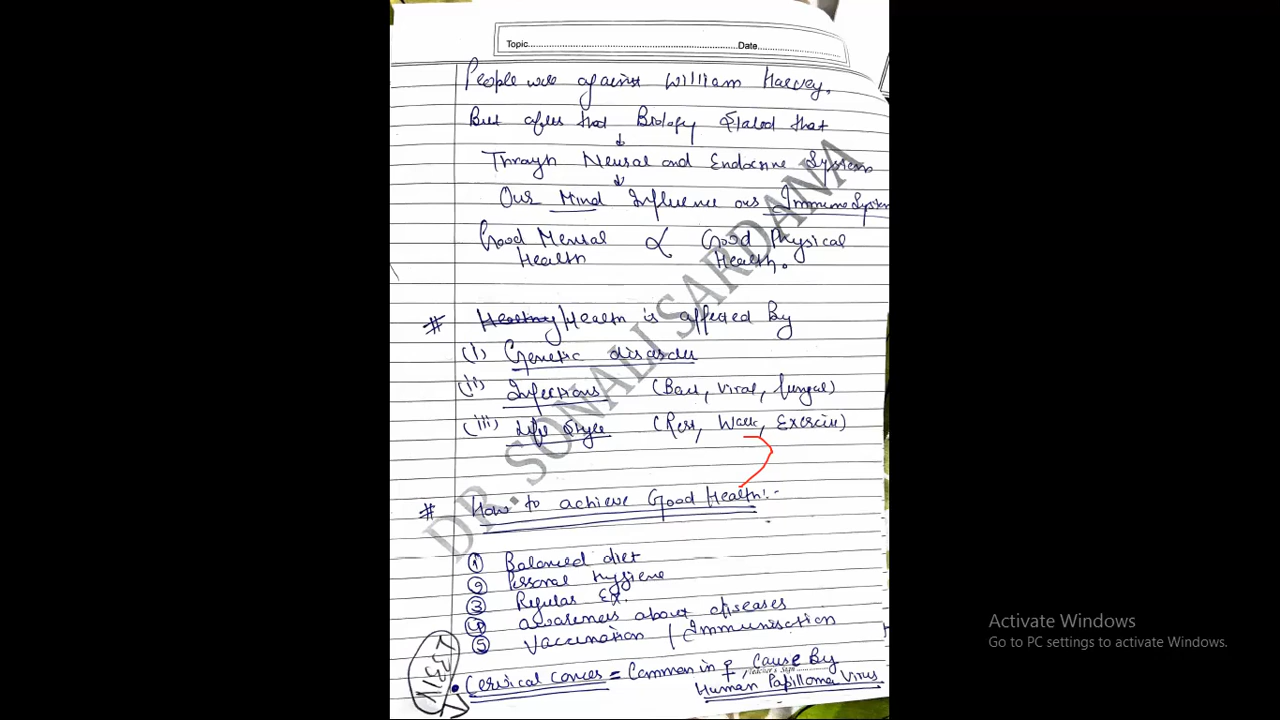 Topic............Date............
People were against William Harvey.
But after that Biology stated that
↓
Through Neural and Endocrine System
↓
Our Mind Influence our Immune System
Good Mental Health ∝ Good Physical Health.
# Healthy Health is affected By
(i) Genetic disorder
(ii) Infections (Bact, Viral, fungal)
(iii) Life Style (Rest, Walk, Exercise)
# How to achieve Good Health:-
① Balanced diet
② Personal hygiene
③ Regular Ex.
④ awareness about diseases
⑤ Vaccination / Immunisation
NEET
• Cervical cancer = Common in ♀, Cause By
Human Papilloma Virus
DR. SONALI SARDANA
Activate Windows
Go to PC settings to activate Windows.